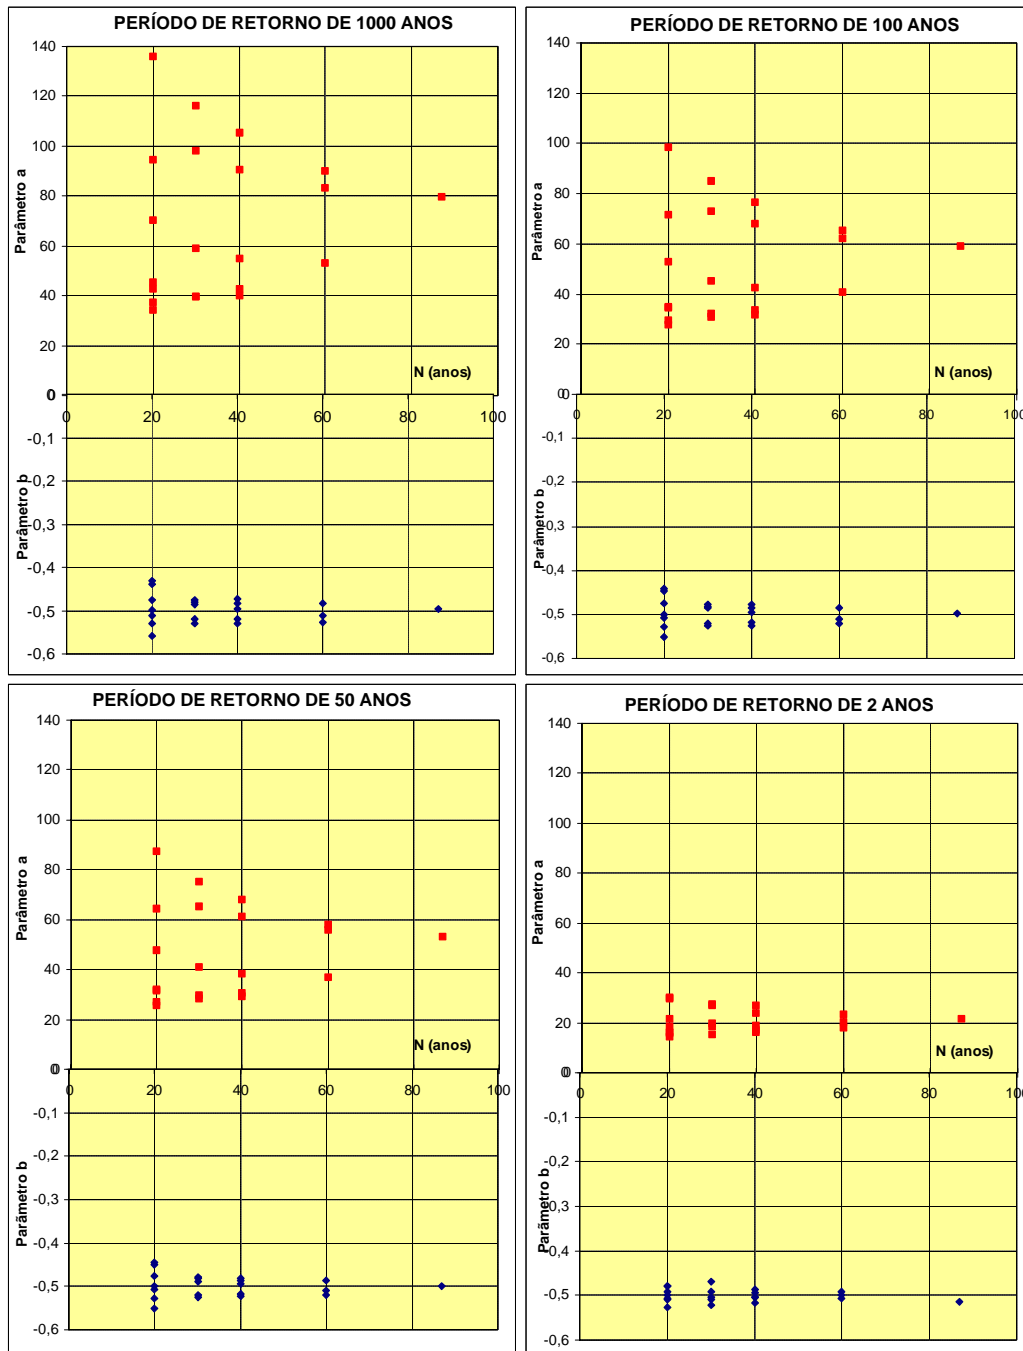 PERÍODO DE RETORNO DE 1000 ANOS
140
120
100
80
60
40
20
0
Parâmetro a
N (anos)
0 20 40 60 80 100
-0,1
-0,2
-0,3
-0,4
-0,5
-0,6
Parâmetro b
PERÍODO DE RETORNO DE 100 ANOS
140
120
100
80
60
40
20
0
Parâmetro a
N (anos)
0 20 40 60 80 100
-0,1
-0,2
-0,3
-0,4
-0,5
-0,6
Parâmetro b
PERÍODO DE RETORNO DE 50 ANOS
140
120
100
80
60
40
20
0
Parâmetro a
N (anos)
0 20 40 60 80 100
-0,1
-0,2
-0,3
-0,4
-0,5
-0,6
Parãmetro b
PERÍODO DE RETORNO DE 2 ANOS
140
120
100
80
60
40
20
0
Parâmetro a
N (anos)
0 20 40 60 80 100
-0,1
-0,2
-0,3
-0,4
-0,5
-0,6
Parâmetro b